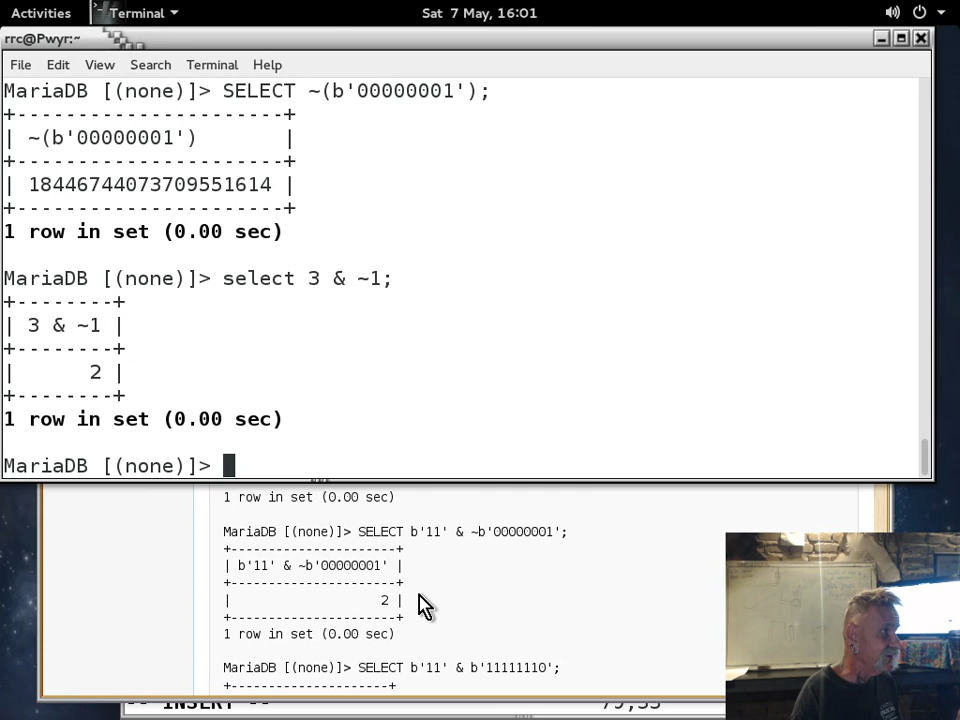 Activities Terminal Sat 7 May, 16:01
rrc@Pwyr:~
File Edit View Search Terminal Help
MariaDB [(none)]> SELECT ~(b'00000001');
+----------------------+
| ~(b'00000001')       |
+----------------------+
| 18446744073709551614 |
+----------------------+
1 row in set (0.00 sec)
MariaDB [(none)]> select 3 & ~1;
+--------+
| 3 & ~1 |
+--------+
|      2 |
+--------+
1 row in set (0.00 sec)
MariaDB [(none)]>
1 row in set (0.00 sec)
MariaDB [(none)]> SELECT b'11' & ~b'00000001';
+----------------------+
| b'11' & ~b'00000001' |
+----------------------+
|                    2 |
+----------------------+
1 row in set (0.00 sec)
MariaDB [(none)]> SELECT b'11' & b'11111110';
+---------------------+
-- INSERT -- 79,33